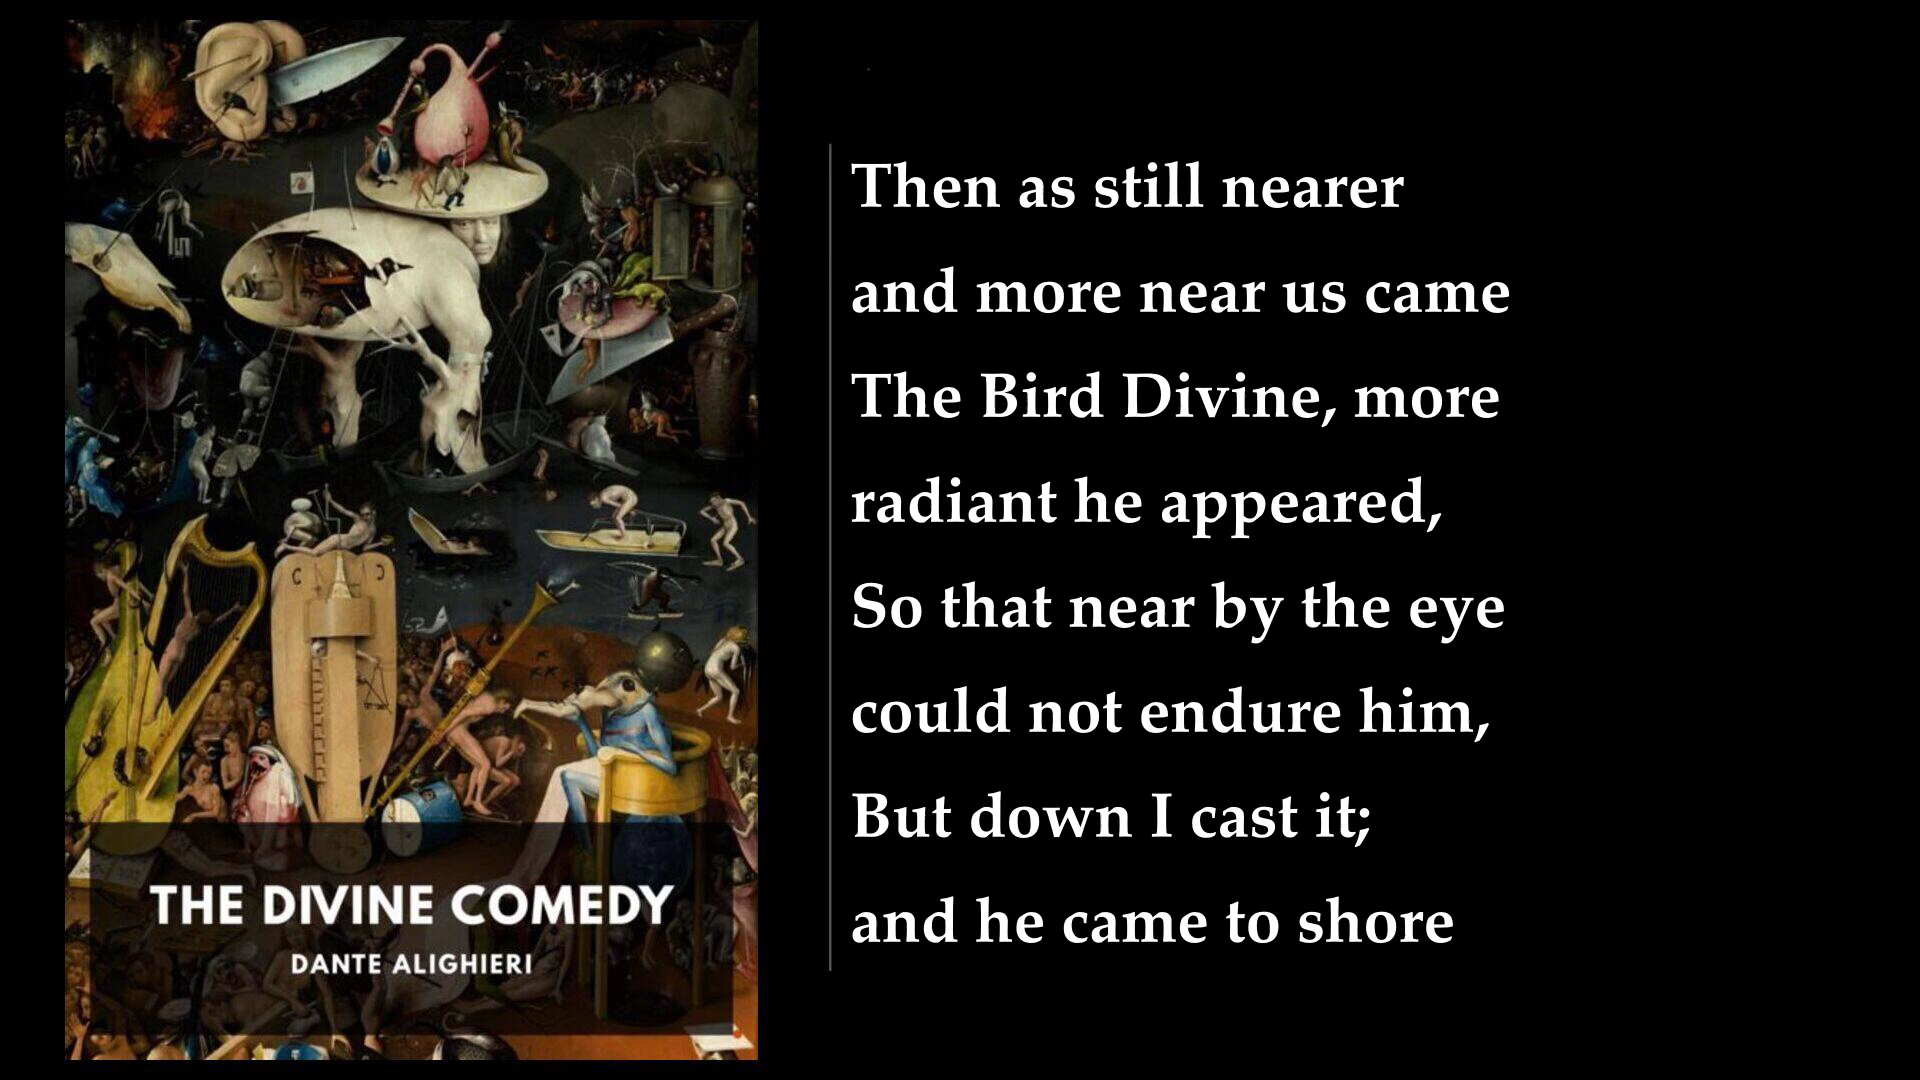 THE DIVINE COMEDY
DANTE ALIGHIERI
Then as still nearer
and more near us came
The Bird Divine, more
radiant he appeared,
So that near by the eye
could not endure him,
But down I cast it;
and he came to shore